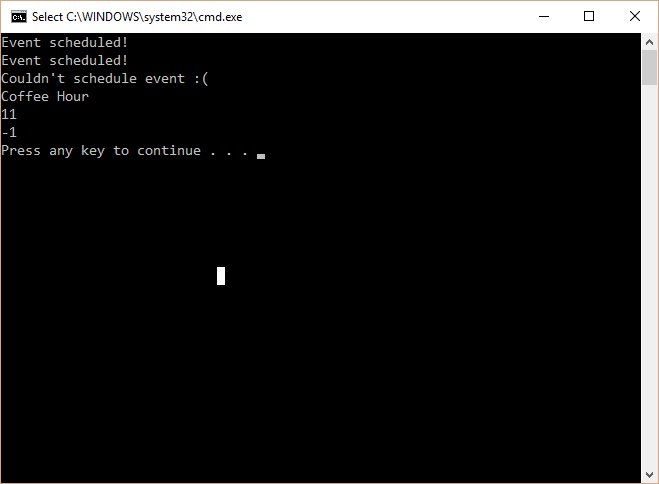 Select C:\WINDOWS\system32\cmd.exe
Event scheduled!
Event scheduled!
Couldn't schedule event :(
Coffee Hour
11
-1
Press any key to continue . . .